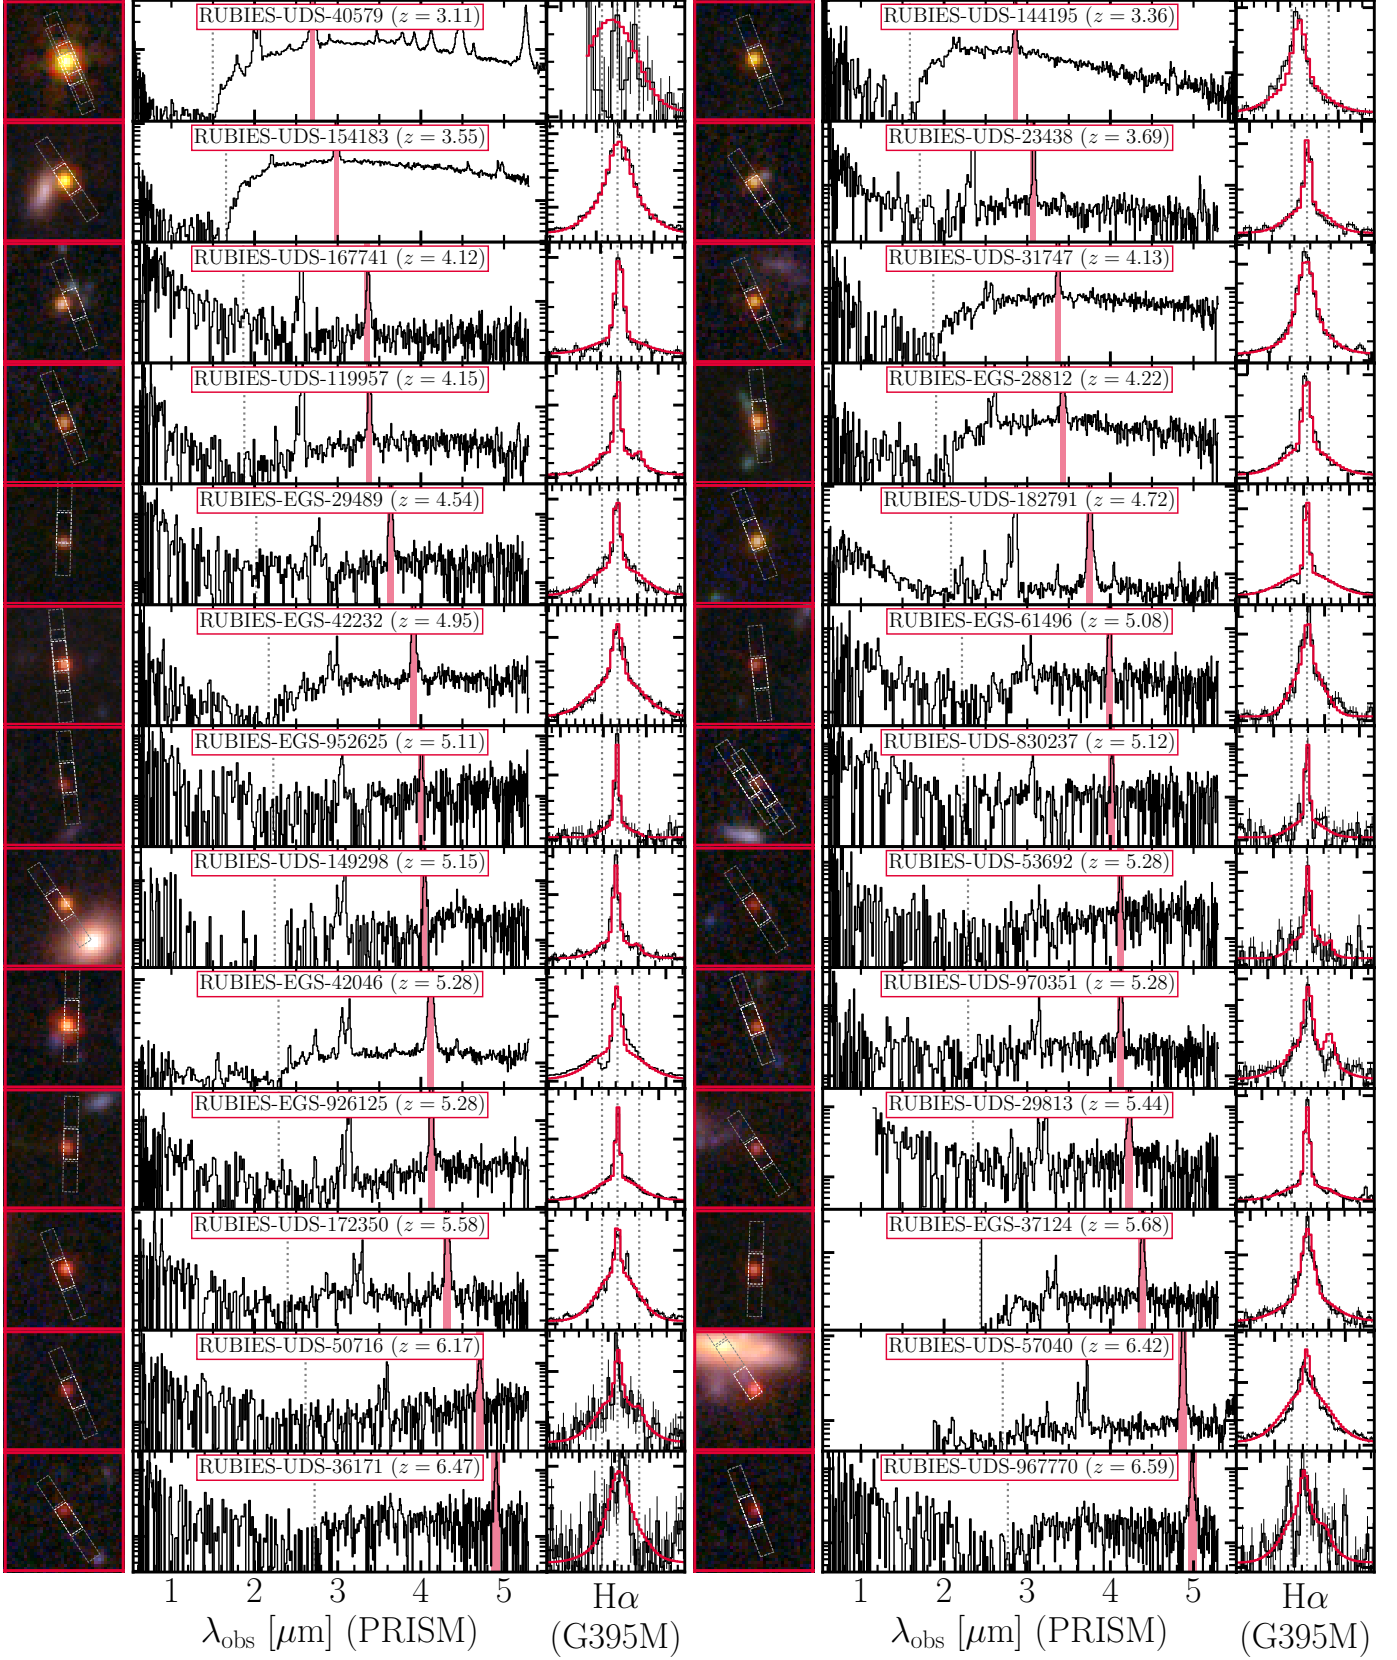 RUBIES-UDS-40579 (z = 3.11)
RUBIES-UDS-144195 (z = 3.36)
RUBIES-UDS-154183 (z = 3.55)
RUBIES-UDS-23438 (z = 3.69)
RUBIES-UDS-167741 (z = 4.12)
RUBIES-UDS-31747 (z = 4.13)
RUBIES-UDS-119957 (z = 4.15)
RUBIES-EGS-28812 (z = 4.22)
RUBIES-EGS-29489 (z = 4.54)
RUBIES-UDS-182791 (z = 4.72)
RUBIES-EGS-42232 (z = 4.95)
RUBIES-EGS-61496 (z = 5.08)
RUBIES-EGS-952625 (z = 5.11)
RUBIES-UDS-830237 (z = 5.12)
RUBIES-UDS-149298 (z = 5.15)
RUBIES-UDS-53692 (z = 5.28)
RUBIES-EGS-42046 (z = 5.28)
RUBIES-UDS-970351 (z = 5.28)
RUBIES-EGS-926125 (z = 5.28)
RUBIES-UDS-29813 (z = 5.44)
RUBIES-UDS-172350 (z = 5.58)
RUBIES-EGS-37124 (z = 5.68)
RUBIES-UDS-50716 (z = 6.17)
RUBIES-UDS-57040 (z = 6.42)
RUBIES-UDS-36171 (z = 6.47)
RUBIES-UDS-967770 (z = 6.59)
1 2 3 4 5 Hα 1 2 3 4 5 Hα
λobs [μm] (PRISM) (G395M) λobs [μm] (PRISM) (G395M)